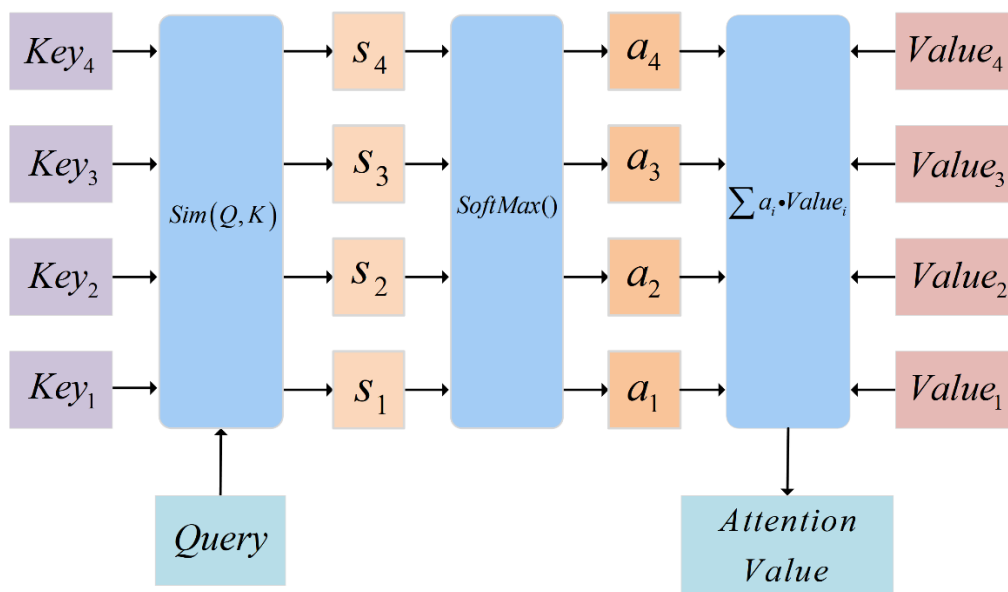 Key₄ s₄ a₄ Value₄
Key₃ s₃ a₃ Value₃
Sim(Q, K) SoftMax() ∑ aᵢ•Valueᵢ
Key₂ s₂ a₂ Value₂
Key₁ s₁ a₁ Value₁
Query
Attention
Value